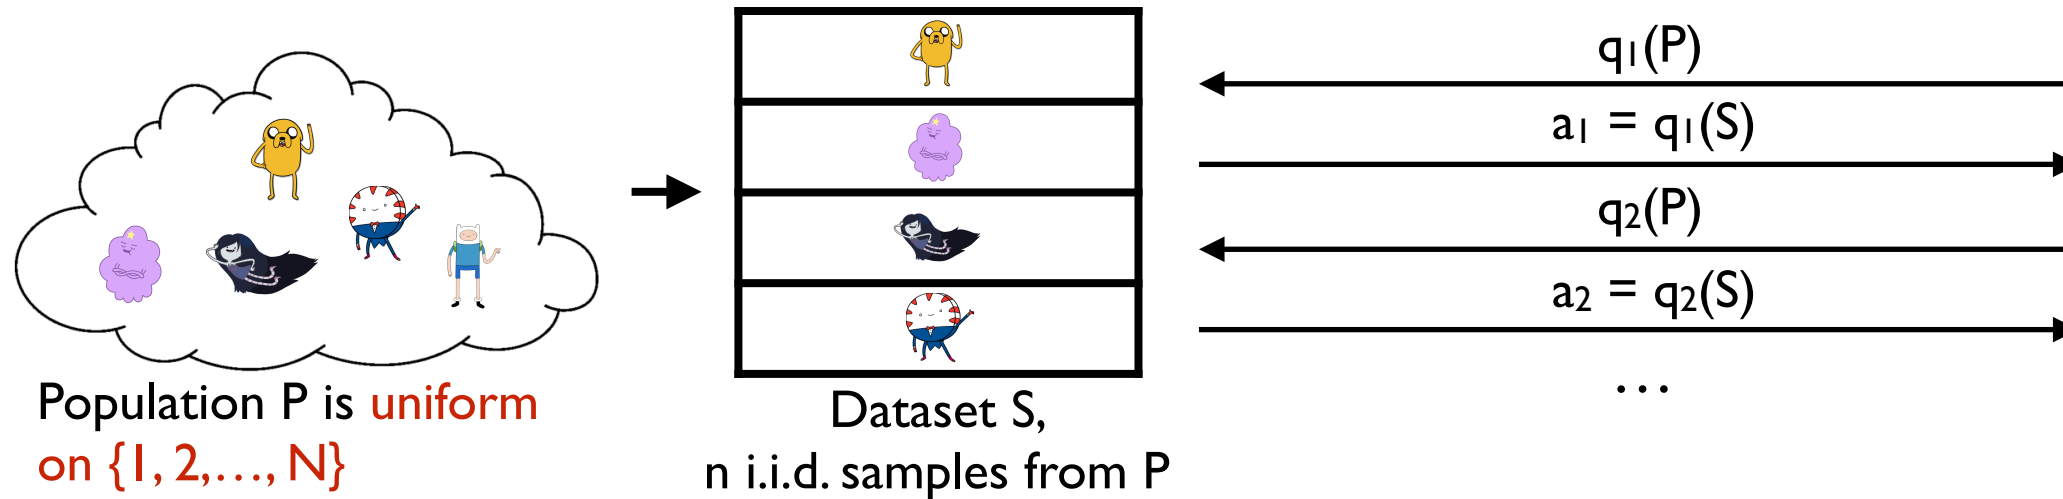 q₁(P)
a₁ = q₁(S)
q₂(P)
a₂ = q₂(S)
…
Population P is uniform
on {1, 2,…, N}
Dataset S,
n i.i.d. samples from P